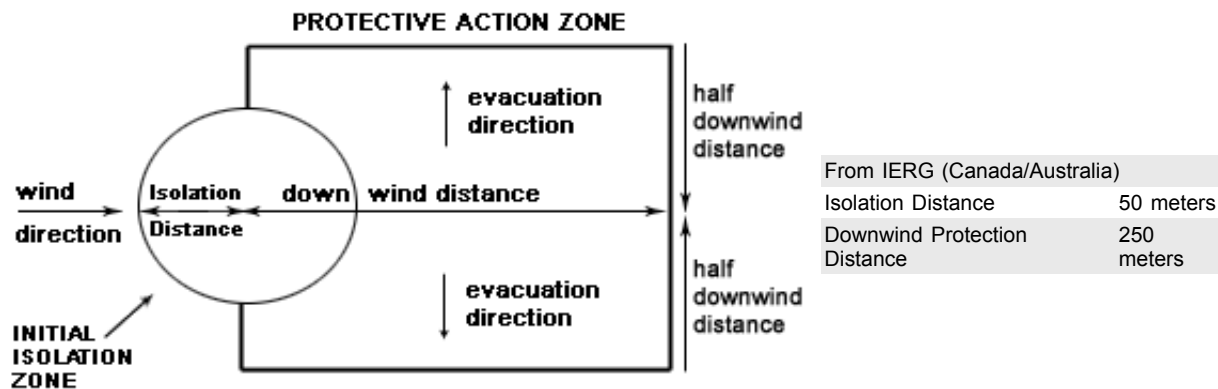 PROTECTIVE ACTION ZONE
evacuation
direction
half
downwind
distance
wind
direction
Isolation
Distance
down wind distance
evacuation
direction
half
downwind
distance
INITIAL
ISOLATION
ZONE
From IERG (Canada/Australia)
Isolation Distance 50 meters
Downwind Protection 250
Distance meters